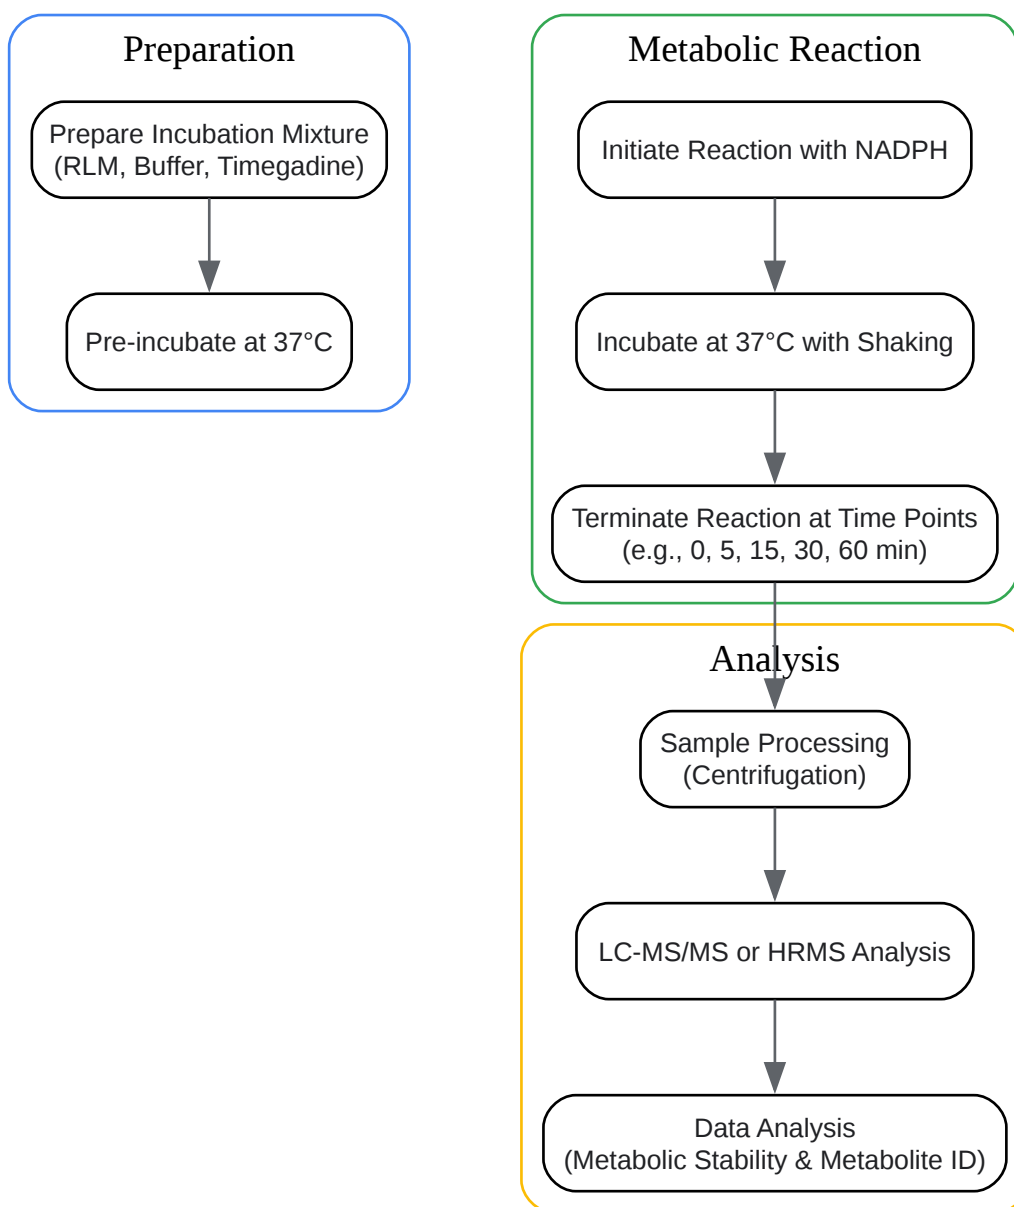 Preparation
Prepare Incubation Mixture
(RLM, Buffer, Timegadine)
Pre-incubate at 37°C
Metabolic Reaction
Initiate Reaction with NADPH
Incubate at 37°C with Shaking
Terminate Reaction at Time Points
(e.g., 0, 5, 15, 30, 60 min)
Analysis
Sample Processing
(Centrifugation)
LC-MS/MS or HRMS Analysis
Data Analysis
(Metabolic Stability & Metabolite ID)